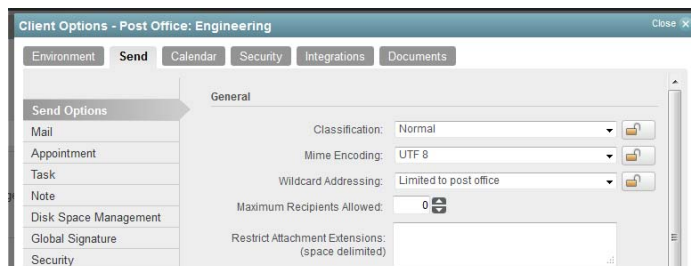 Client Options - Post Office: Engineering
Close x
Environment Send Calendar Security Integrations Documents
Send Options
Mail
Appointment
Task
Note
Disk Space Management
Global Signature
Security
General
Classification: Normal
Mime Encoding: UTF 8
Wildcard Addressing: Limited to post office
Maximum Recipients Allowed: 0
Restrict Attachment Extensions:
(space delimited)